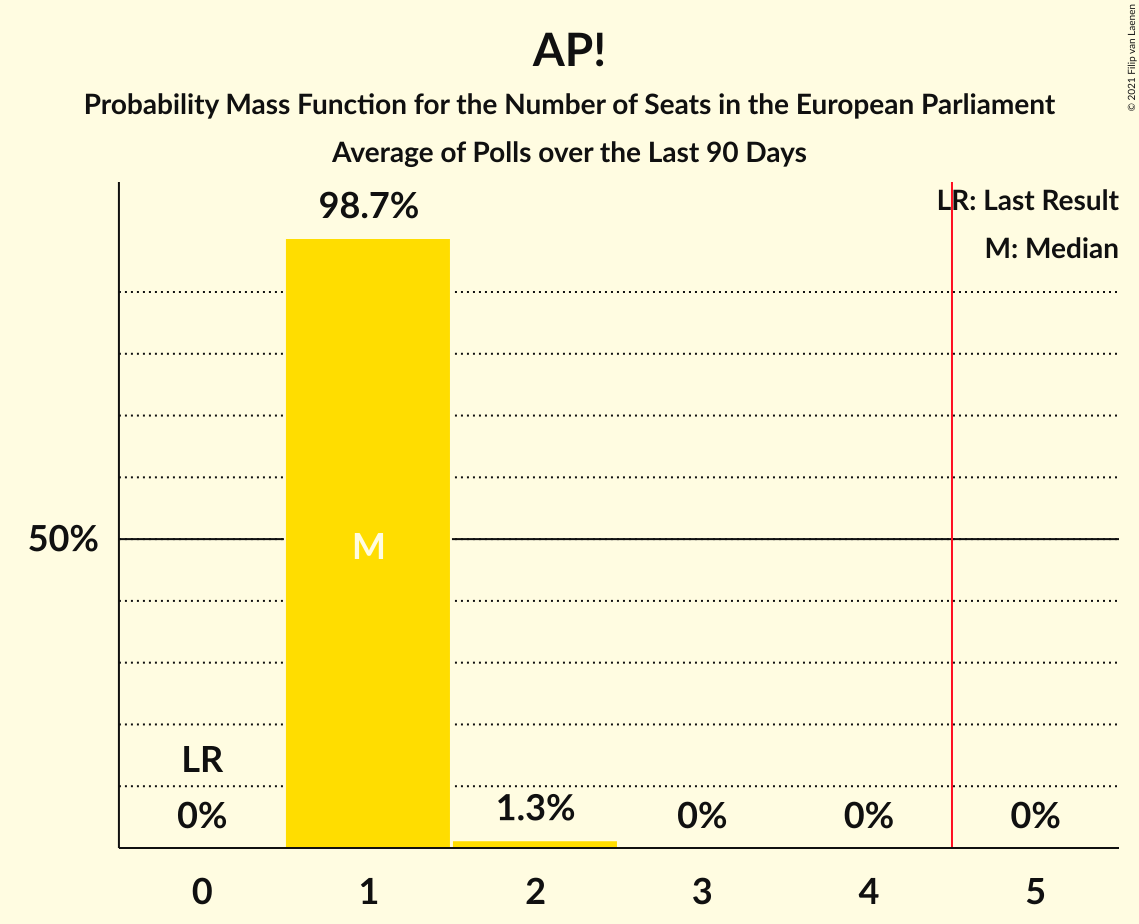 AP!
Probability Mass Function for the Number of Seats in the European Parliament
Average of Polls over the Last 90 Days
© 2021 Filip van Laenen
98.7%
LR: Last Result
M: Median
50%
M
LR
0%
1.3%
0%
0%
0%
0
1
2
3
4
5